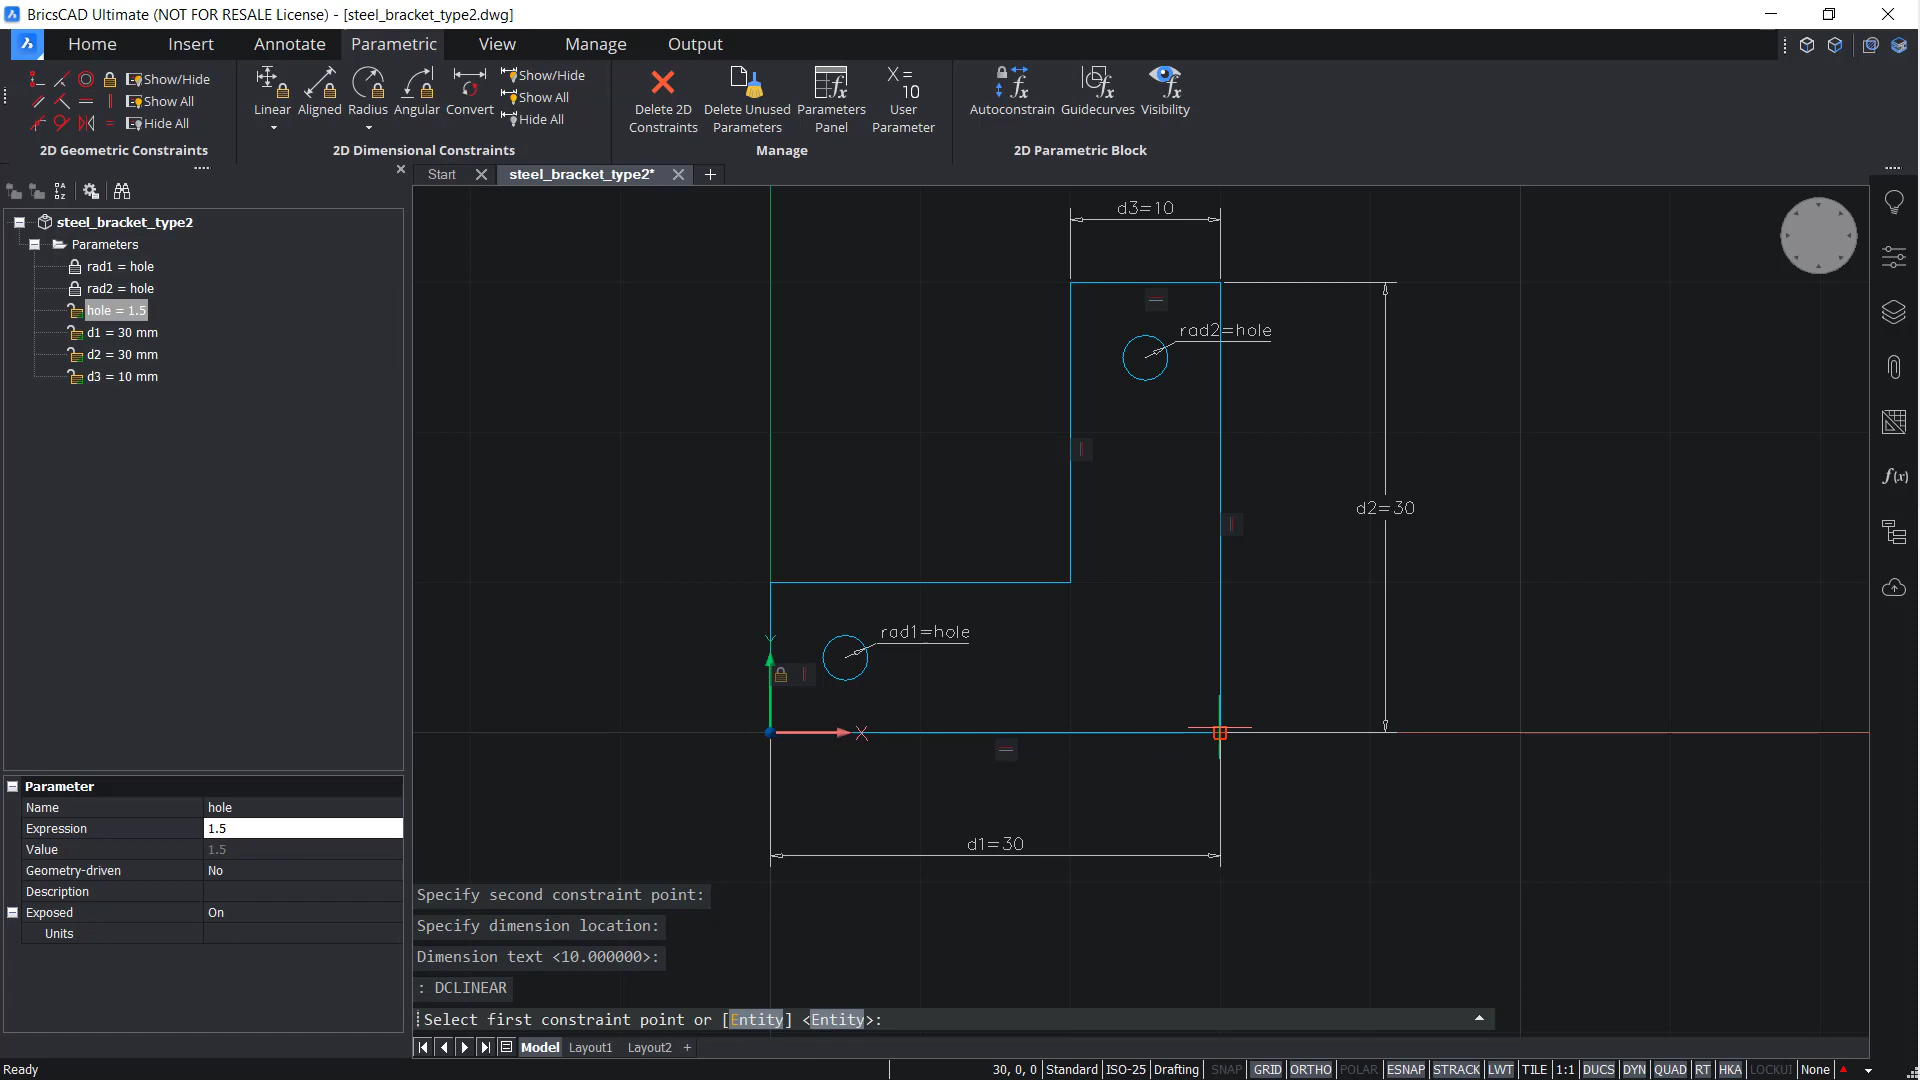 BricsCAD Ultimate (NOT FOR RESALE License) - [steel_bracket_type2.dwg]
Home Insert Annotate Parametric View Manage Output
Show/Hide
Show All
Hide All
2D Geometric Constraints
Linear Aligned Radius Angular Convert
Show/Hide
Show All
Hide All
2D Dimensional Constraints
Delete 2D Constraints
Delete Unused Parameters
Parameters Panel
X=
10
User Parameter
Manage
Autoconstrain Guidecurves Visibility
2D Parametric Block
Start steel_bracket_type2* +
steel_bracket_type2
Parameters
rad1 = hole
rad2 = hole
hole = 1.5
d1 = 30 mm
d2 = 30 mm
d3 = 10 mm
d3=10
rad2=hole
d2=30
rad1=hole
Y
X
d1=30
f(x)
Parameter
Name hole
Expression 1.5
Value 1.5
Geometry-driven No
Description
Exposed On
Units
Specify second constraint point:
Specify dimension location:
Dimension text <10.000000>:
: DCLINEAR
Select first constraint point or [Entity] <Entity>:
Model Layout1 Layout2 +
Ready 30, 0, 0 Standard ISO-25 Drafting SNAP GRID ORTHO POLAR ESNAP STRACK LWT TILE 1:1 DUCS DYN QUAD RT HKA LOCKUI None